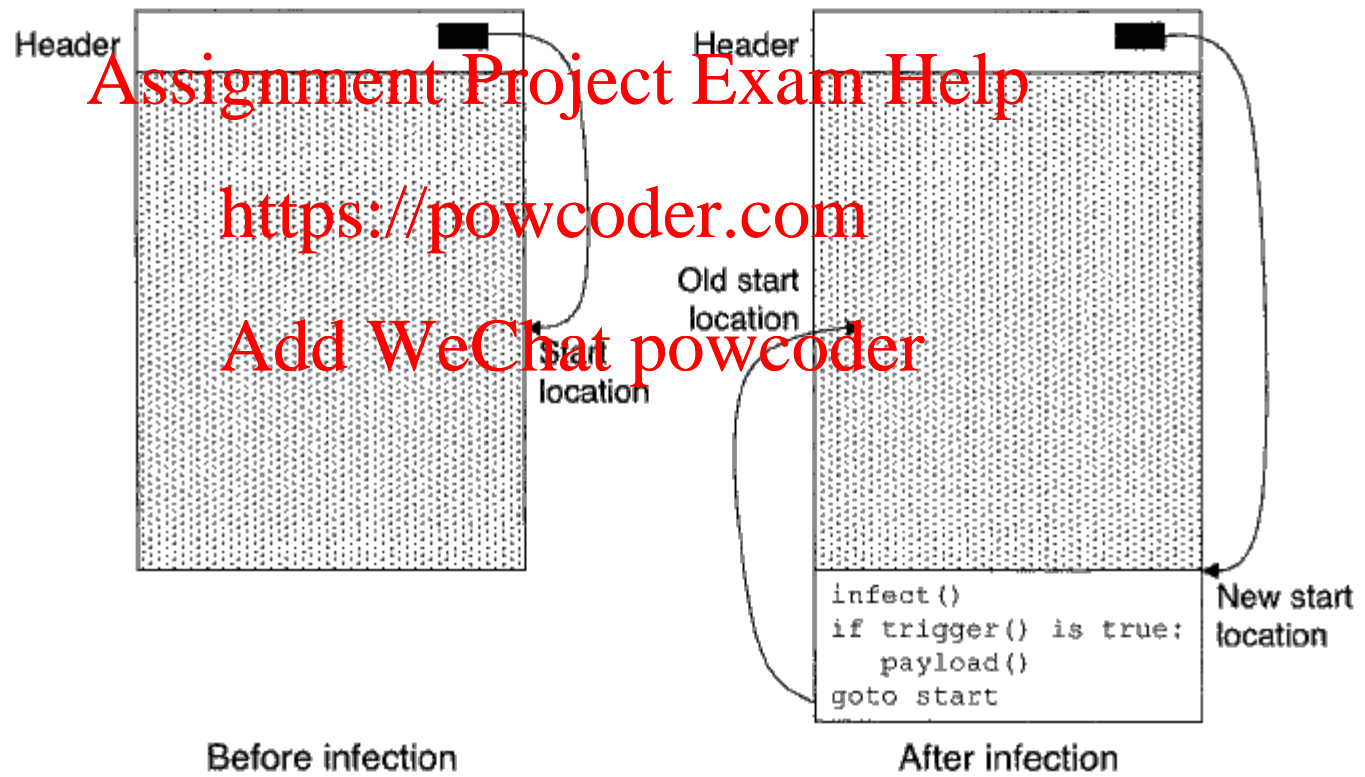 Header
Header
Assignment Project Exam Help
https://powcoder.com
Old start
location
Add WeChat powcoder
Start
location
infect()
if trigger() is true:
payload()
goto start
New start
location
Before infection
After infection